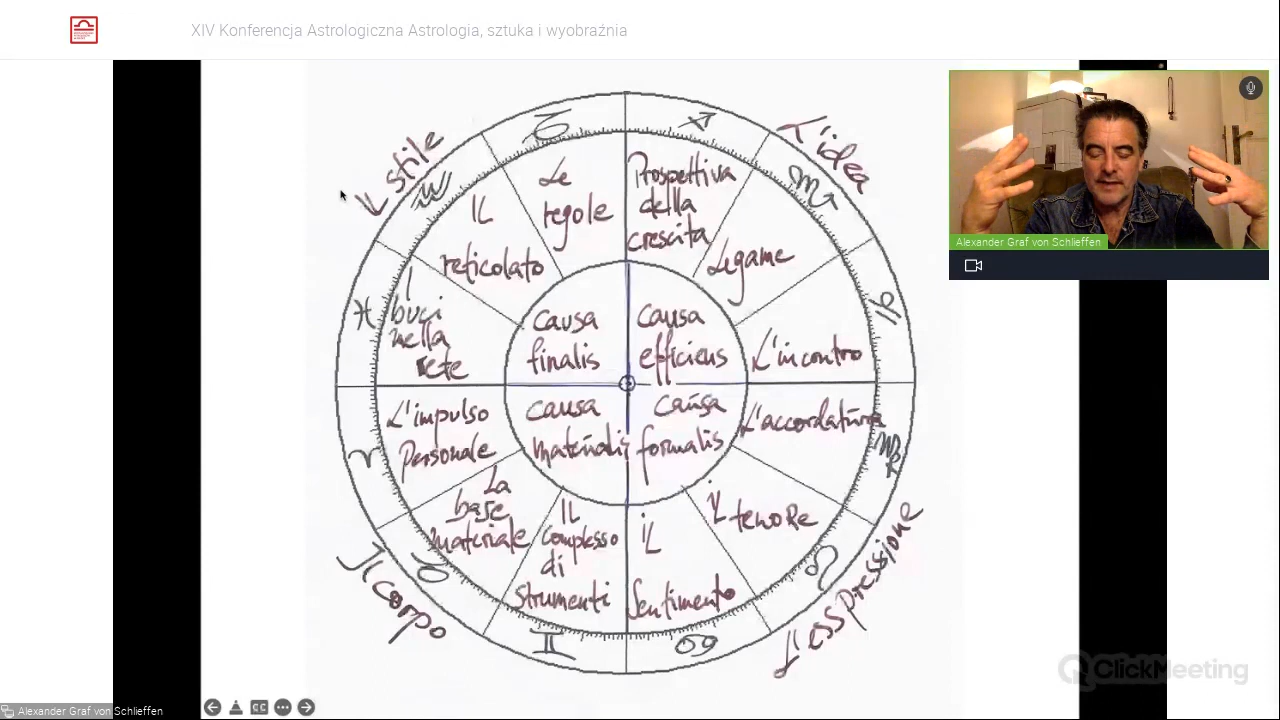 XIV Konferencja Astrologiczna Astrologia, sztuka i wyobraźnia
Alexander Graf von Schlieffen
Il stile
L'idea
Le
regole
Prospettiva
della
crescita
IL
reticolato
Legame
I
buci
nella
rete
causa
finalis
causa
efficiens
L'incontro
L'impulso
Personale
causa
materialis
causa
formalis
L'accordatura
La
base
materiale
IL
complesso
di
strumenti
iL
Sentimento
iL
tenoRe
Il corpo
L'esspressione
ClickMeeting
Alexander Graf von Schlieffen
CC